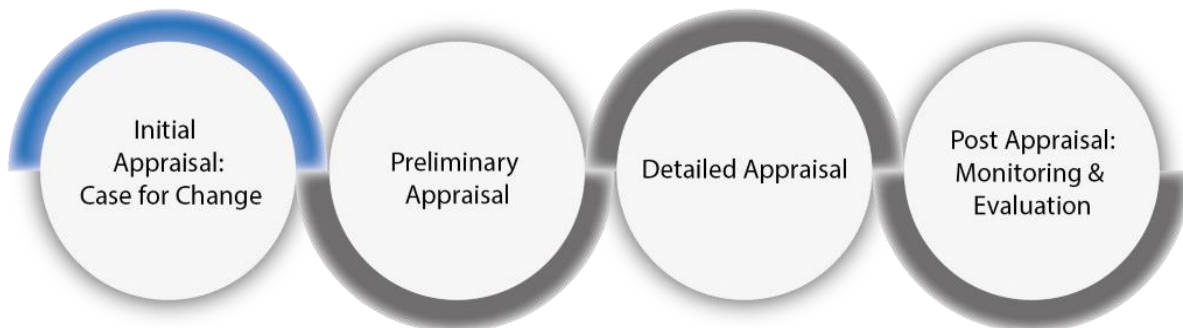 Initial
Appraisal:
Case for Change
Preliminary
Appraisal
Detailed Appraisal
Post Appraisal:
Monitoring &
Evaluation